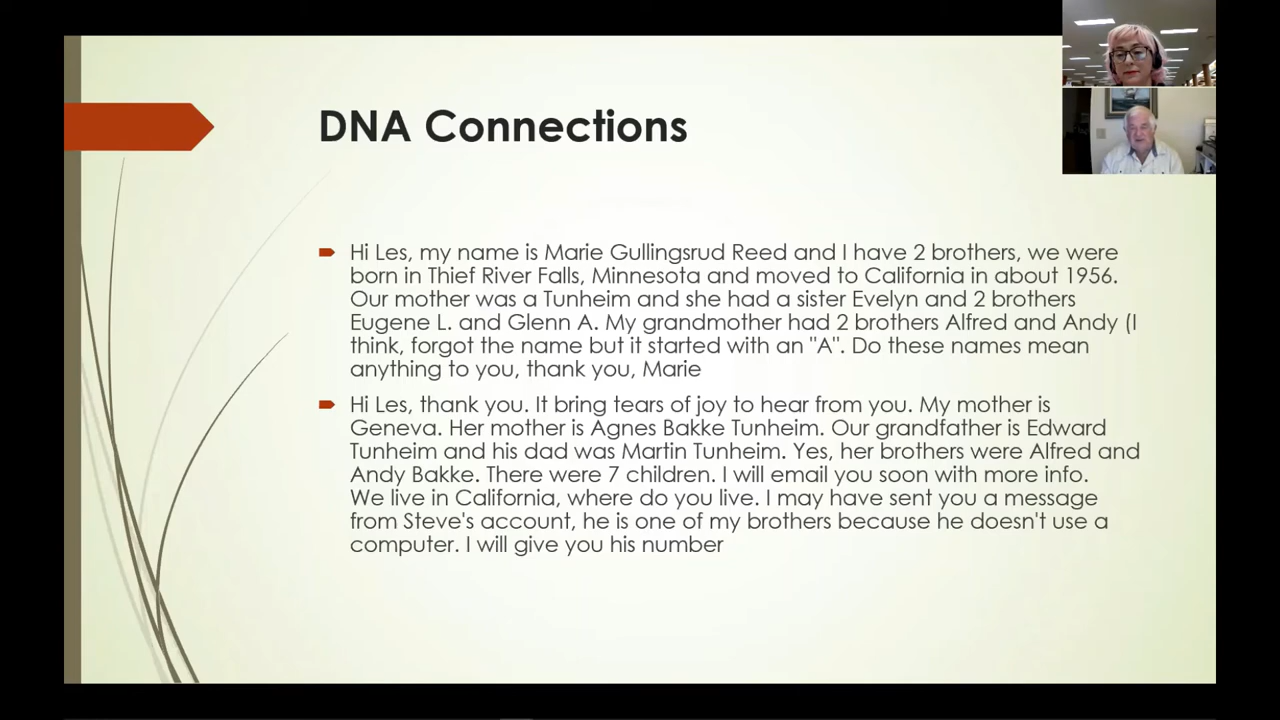 DNA Connections
Hi Les, my name is Marie Gullingsrud Reed and I have 2 brothers, we were
born in Thief River Falls, Minnesota and moved to California in about 1956.
Our mother was a Tunheim and she had a sister Evelyn and 2 brothers
Eugene L. and Glenn A. My grandmother had 2 brothers Alfred and Andy (I
think, forgot the name but it started with an "A". Do these names mean
anything to you, thank you, Marie
Hi Les, thank you. It bring tears of joy to hear from you. My mother is
Geneva. Her mother is Agnes Bakke Tunheim. Our grandfather is Edward
Tunheim and his dad was Martin Tunheim. Yes, her brothers were Alfred and
Andy Bakke. There were 7 children. I will email you soon with more info.
We live in California, where do you live. I may have sent you a message
from Steve's account, he is one of my brothers because he doesn't use a
computer. I will give you his number